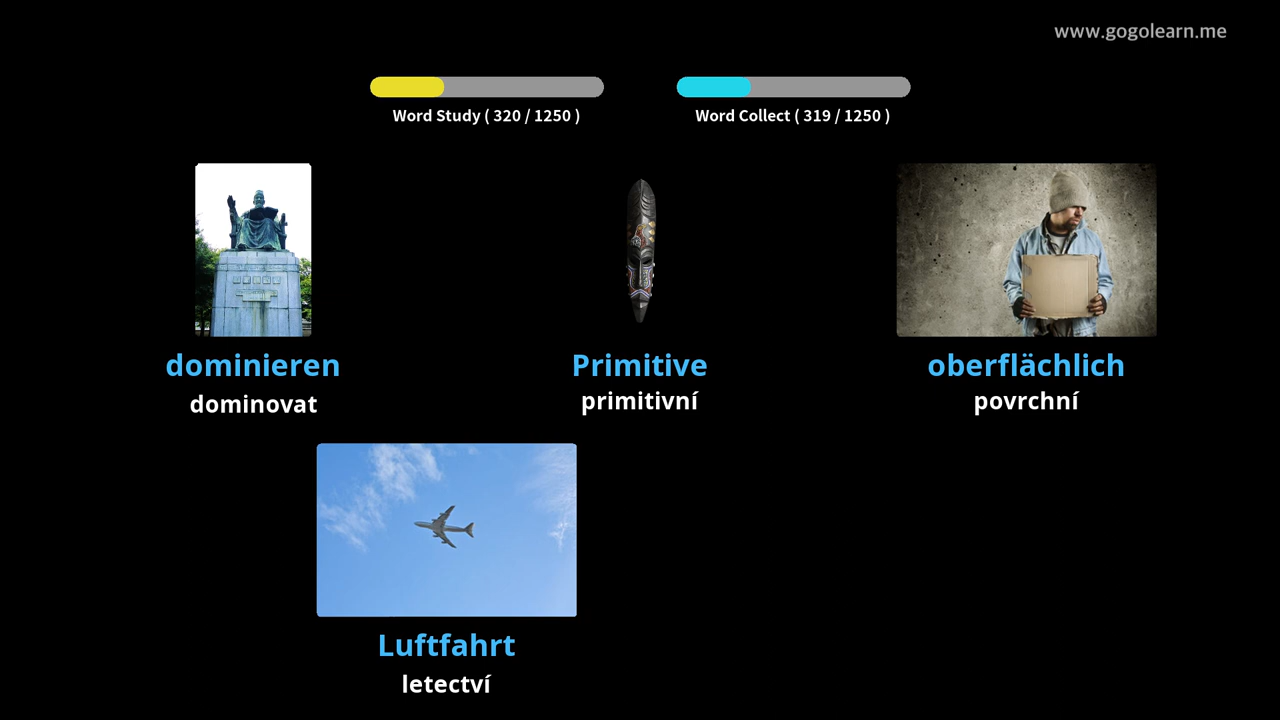 www.gogolearn.me
Word Study ( 320 / 1250 )
Word Collect ( 319 / 1250 )
dominieren
dominovat
Primitive
primitivní
oberflächlich
povrchní
Luftfahrt
letectví